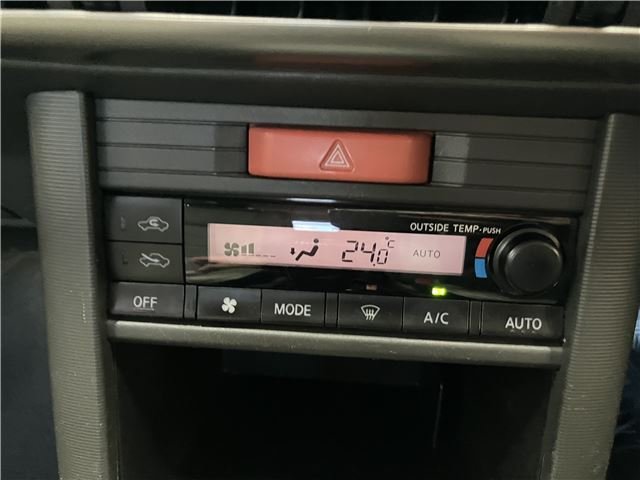 OUTSIDE TEMP•PUSH
24.0°C AUTO
OFF MODE A/C AUTO